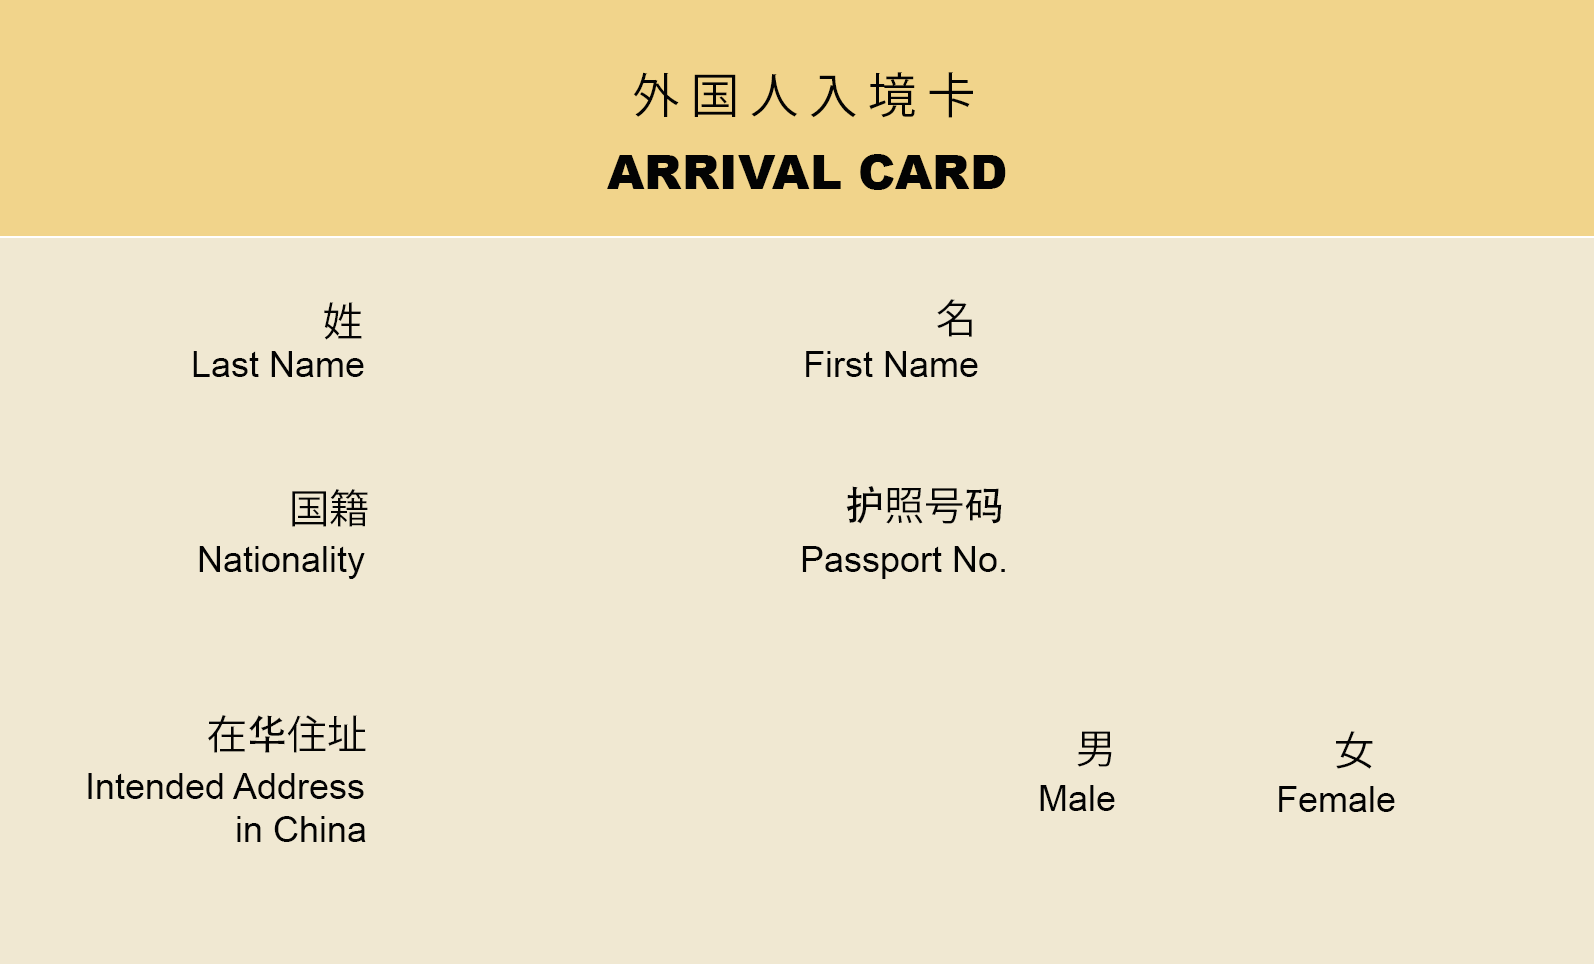 外国人入境卡
ARRIVAL CARD
姓
Last Name
名
First Name
国籍
Nationality
护照号码
Passport No.
在华住址
Intended Address
in China
男
Male
女
Female